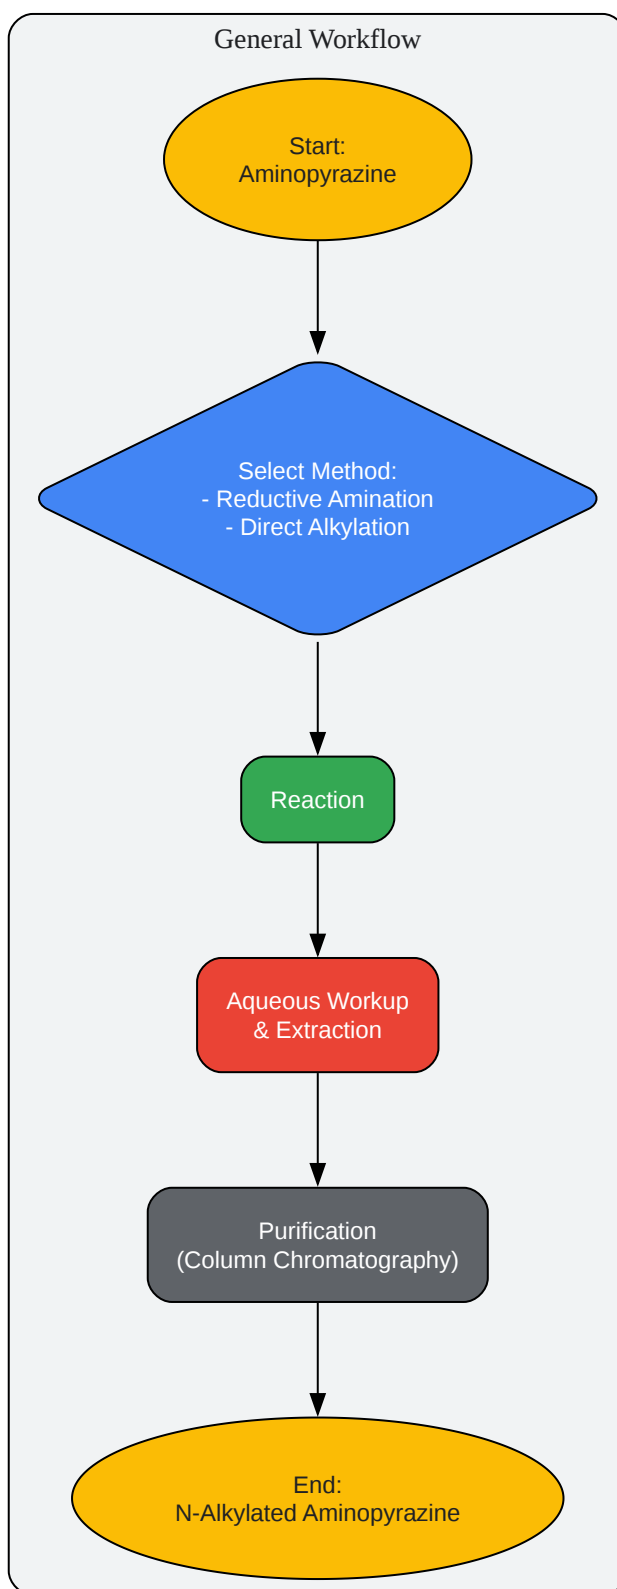 General Workflow
Start:
Aminopyrazine
Select Method:
- Reductive Amination
- Direct Alkylation
Reaction
Aqueous Workup
& Extraction
Purification
(Column Chromatography)
End:
N-Alkylated Aminopyrazine